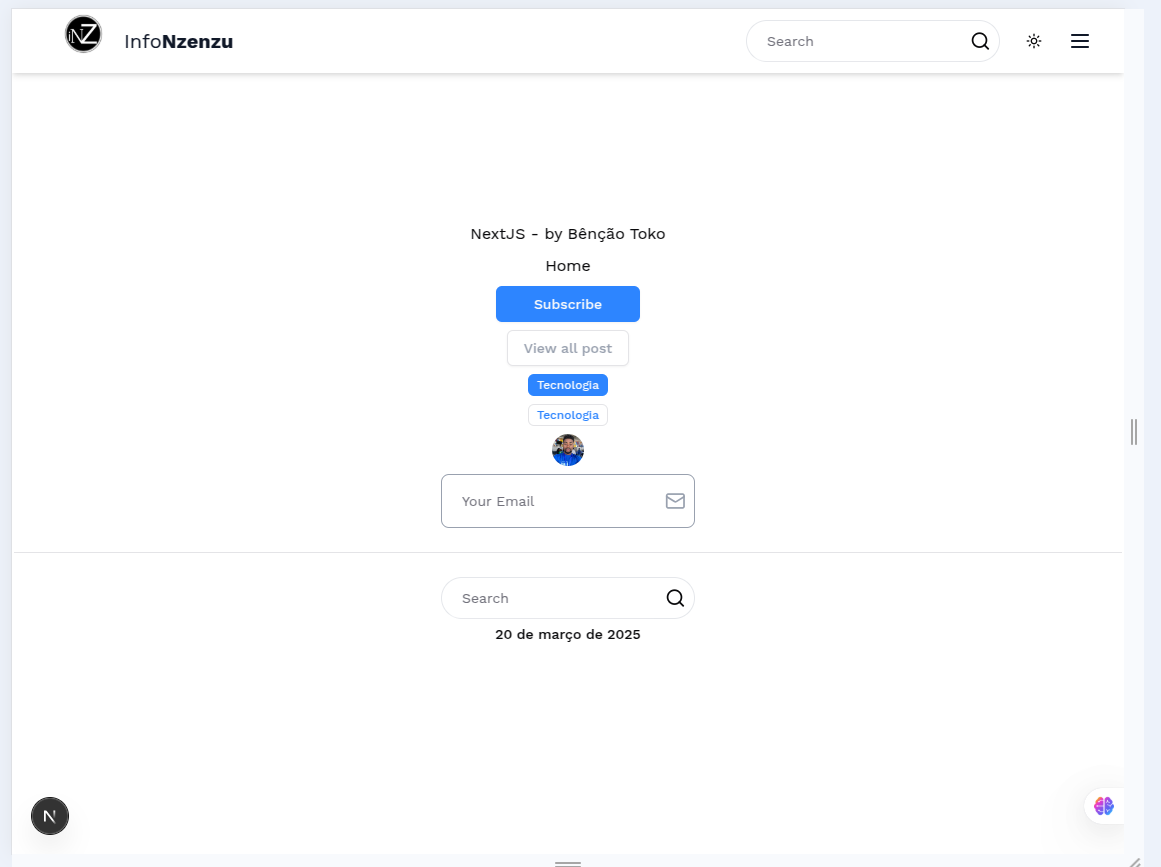 iNZ
InfoNzenzu
Search
NextJS - by Bênção Toko
Home
Subscribe
View all post
Tecnologia
Tecnologia
Your Email
Search
20 de março de 2025
N